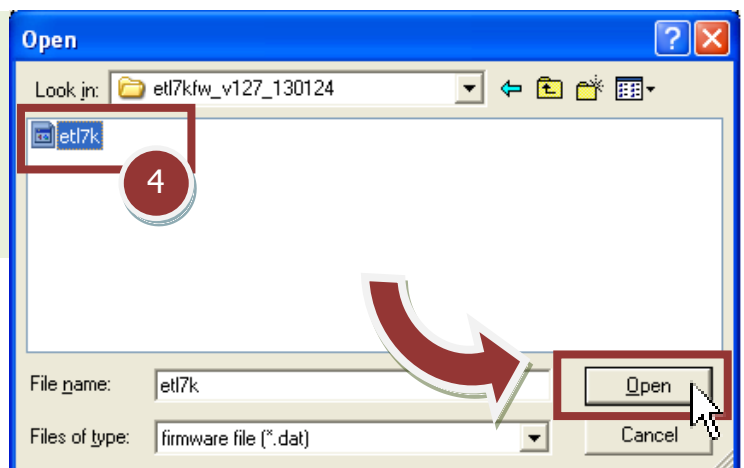 Open
Look in: etl7kfw_v127_130124
etl7k
4
File name: etl7k Open
Files of type: firmware file (*.dat) Cancel